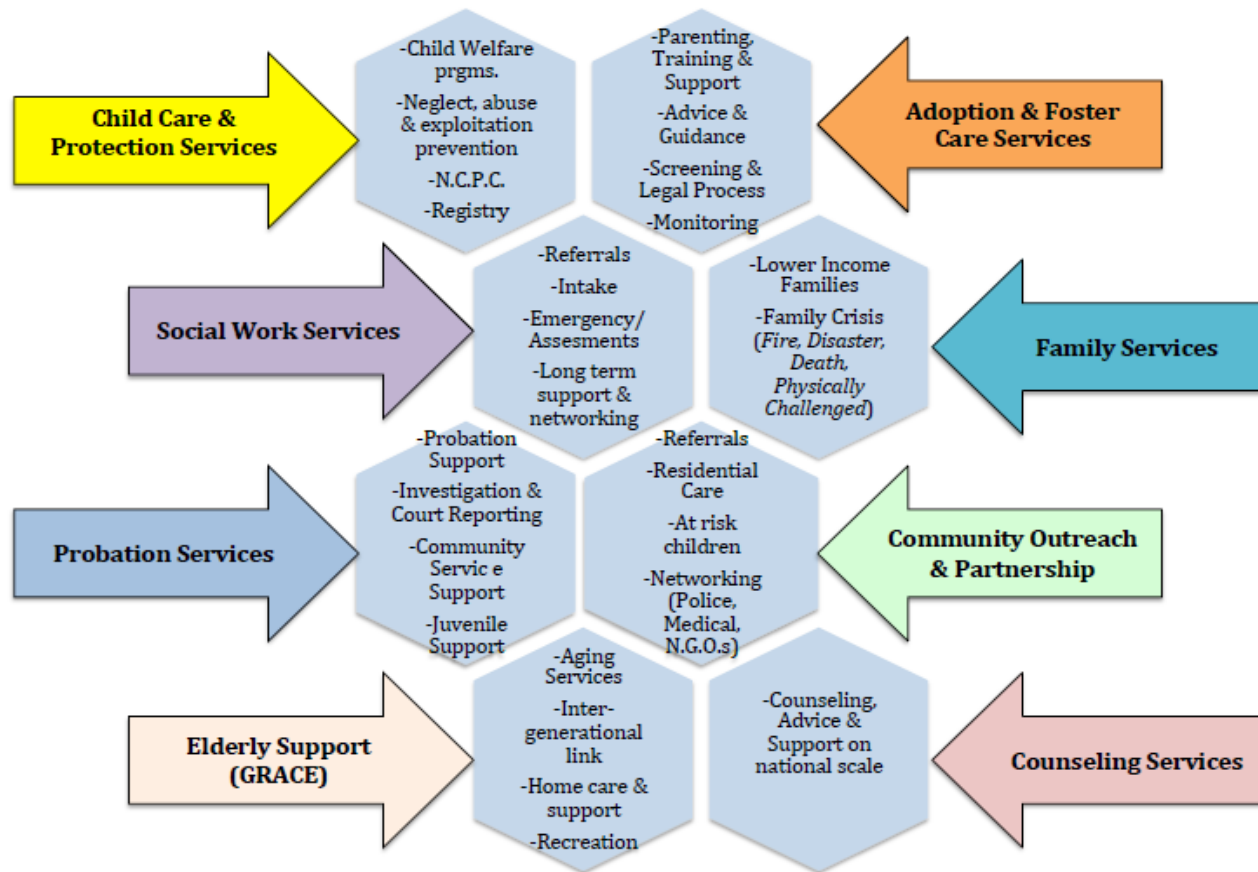 Child Care &
Protection Services
-Child Welfare
prgms.
-Neglect, abuse
& exploitation
prevention
-N.C.P.C.
-Registry
-Parenting,
Training &
Support
-Advice &
Guidance
-Screening &
Legal Process
-Monitoring
Adoption & Foster
Care Services
Social Work Services
-Referrals
-Intake
-Emergency/
Assesments
-Long term
support &
networking
-Lower Income
Families
-Family Crisis
(Fire, Disaster,
Death,
Physically
Challenged)
Family Services
Probation Services
-Probation
Support
-Investigation &
Court Reporting
-Community
Servic e
Support
-Juvenile
Support
-Referrals
-Residential
Care
-At risk
children
-Networking
(Police,
Medical,
N.G.O.s)
Community Outreach
& Partnership
Elderly Support
(GRACE)
-Aging
Services
-Inter-
generational
link
-Home care &
support
-Recreation
-Counseling,
Advice &
Support on
national scale
Counseling Services